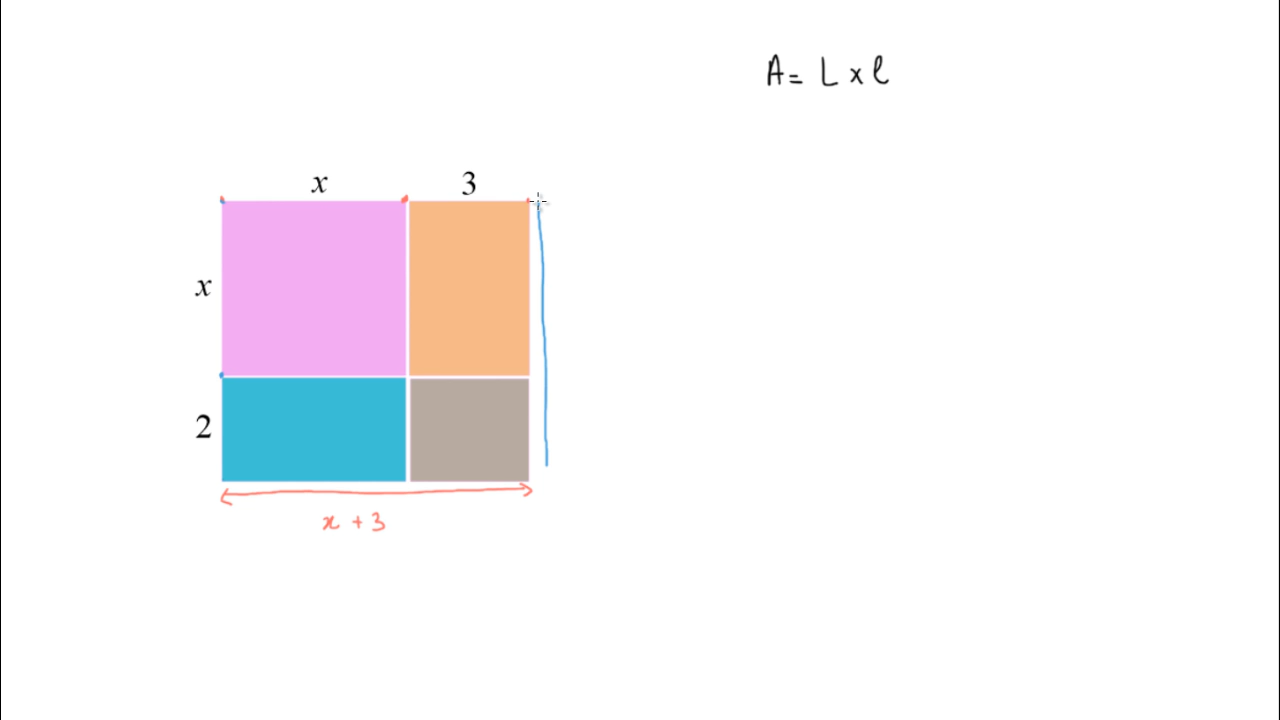 A = L x l
x 3
x
2
x + 3